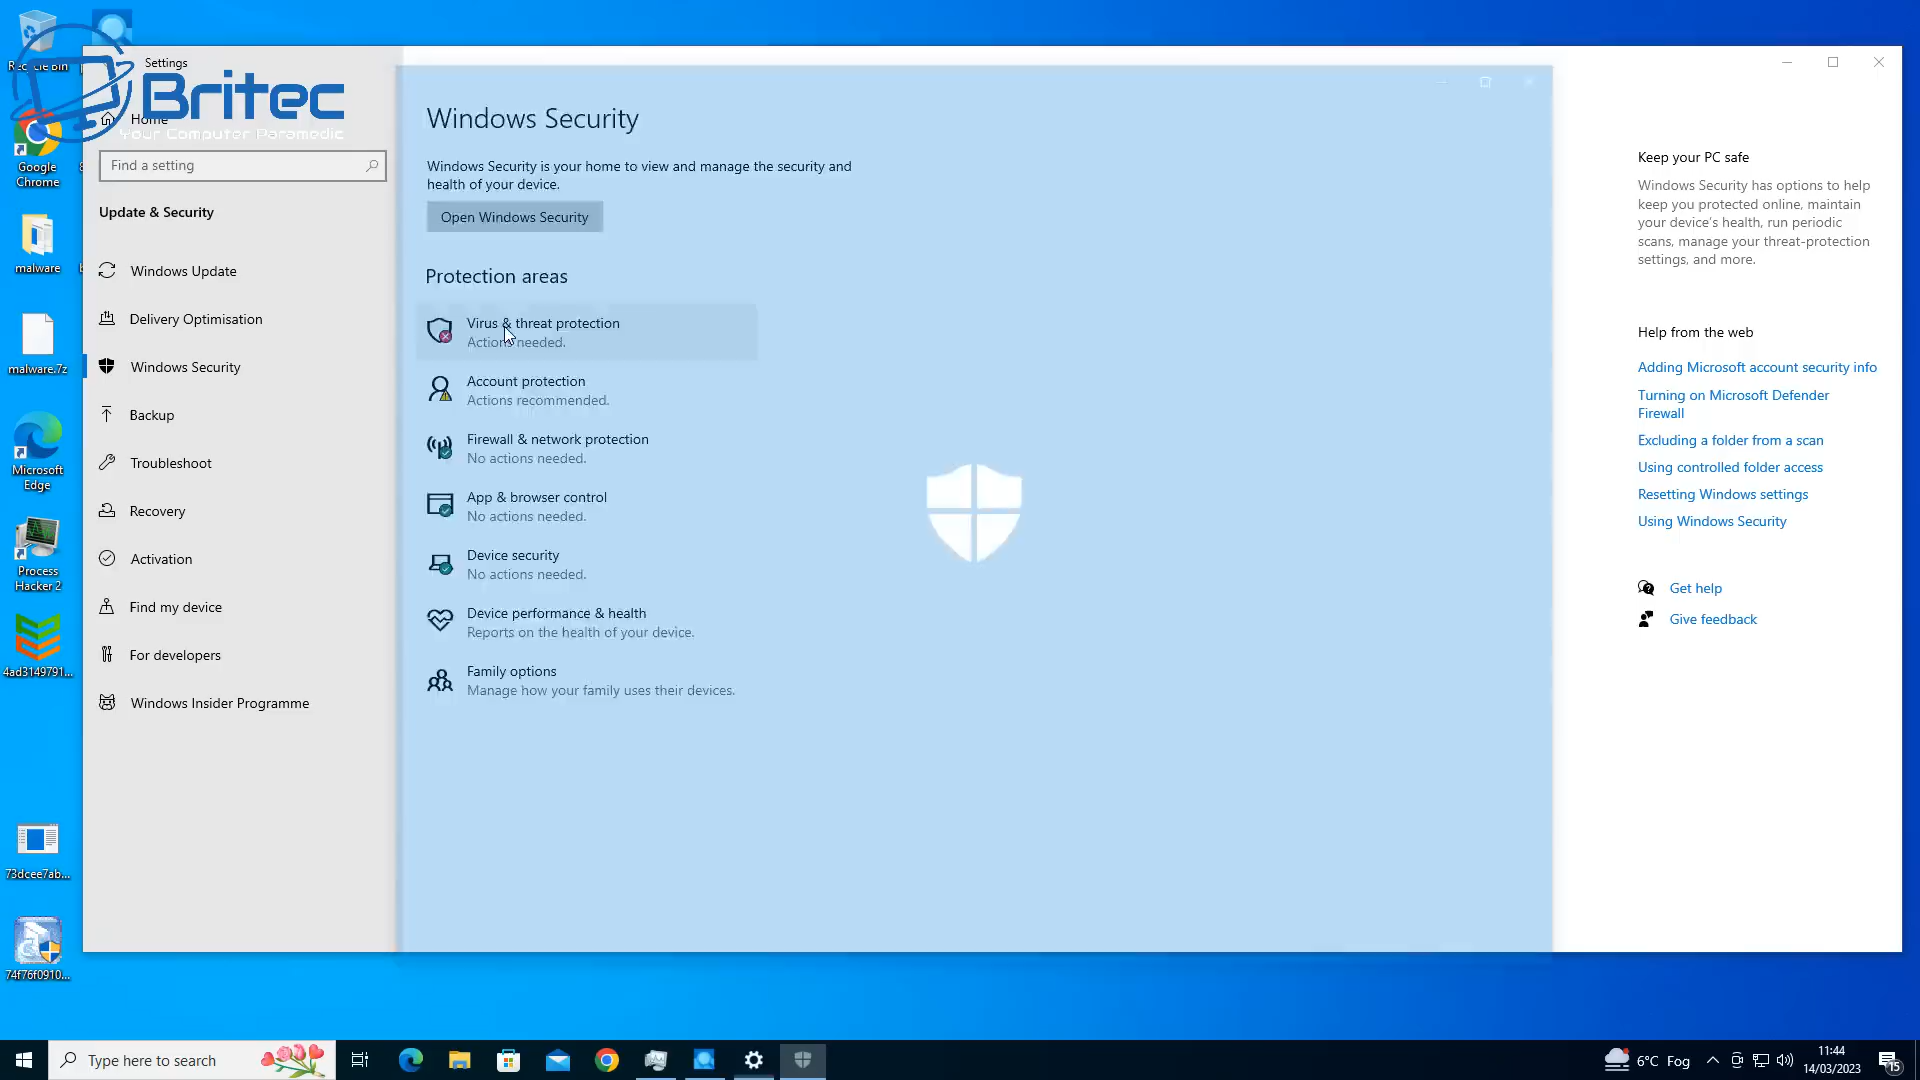 Recycle Bin
Google
Chrome
malware
malware.7z
Microsoft
Edge
Process
Hacker 2
4ad3149791...
73dcee7ab...
74f76f0910...
Settings
Britec
Your Computer Paramedic
Home
Find a setting
Update & Security
Windows Update
Delivery Optimisation
Windows Security
Backup
Troubleshoot
Recovery
Activation
Find my device
For developers
Windows Insider Programme
Windows Security
Windows Security is your home to view and manage the security and
health of your device.
Open Windows Security
Protection areas
Virus & threat protection
Actions needed.
Account protection
Actions recommended.
Firewall & network protection
No actions needed.
App & browser control
No actions needed.
Device security
No actions needed.
Device performance & health
Reports on the health of your device.
Family options
Manage how your family uses their devices.
Keep your PC safe
Windows Security has options to help
keep you protected online, maintain
your device's health, run periodic
scans, manage your threat-protection
settings, and more.
Help from the web
Adding Microsoft account security info
Turning on Microsoft Defender
Firewall
Excluding a folder from a scan
Using controlled folder access
Resetting Windows settings
Using Windows Security
Get help
Give feedback
Type here to search
6°C Fog
11:44
14/03/2023
15